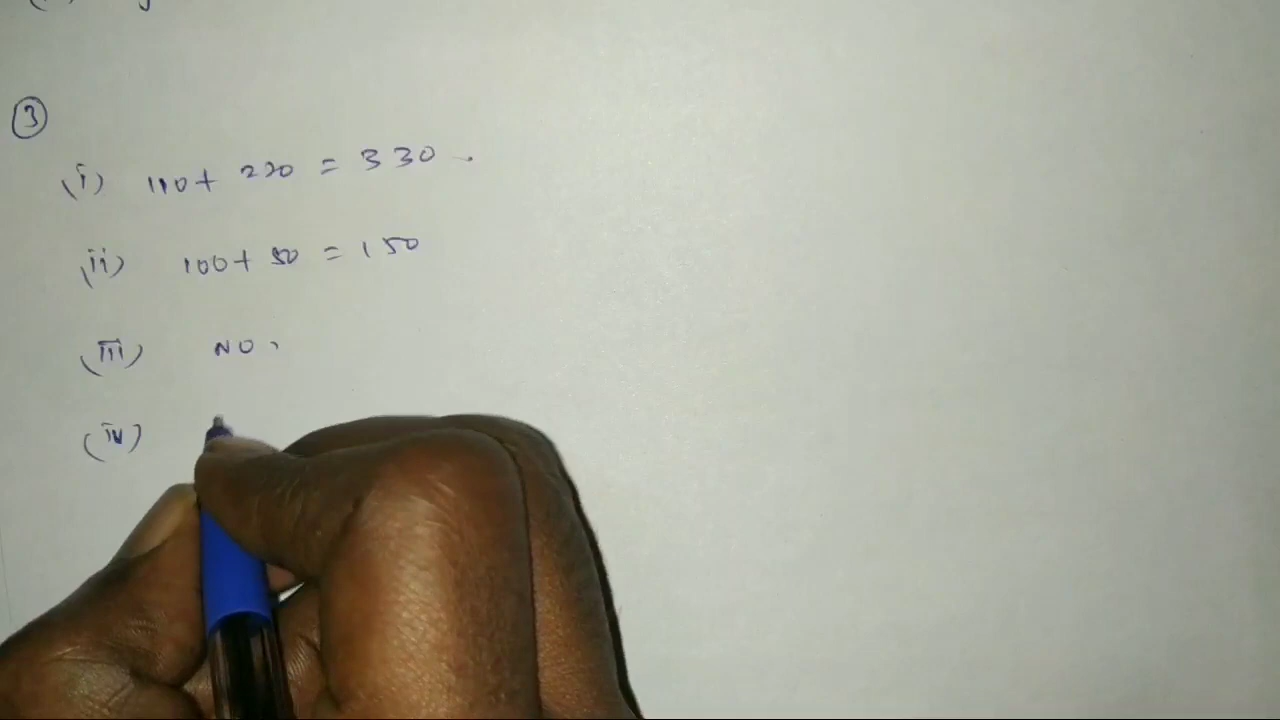 3
(i) 110 + 220 = 330.
(ii) 100 + 50 = 150
(iii) NO,
(iv)